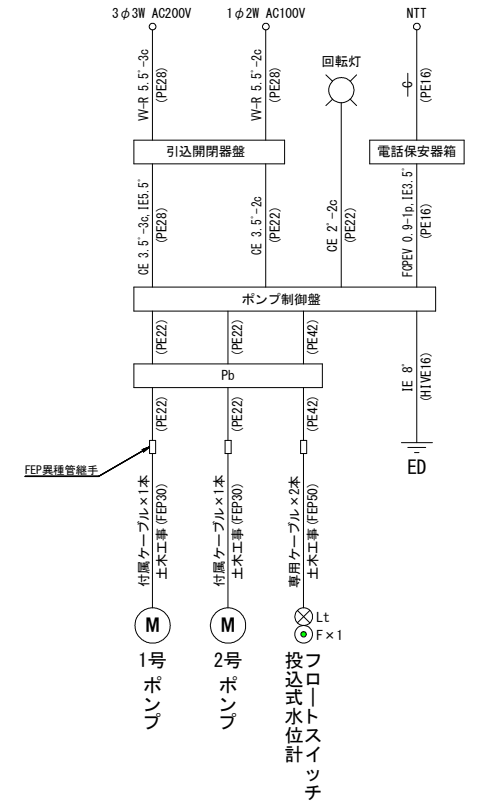 3φ3W AC200V
1φ2W AC100V
NTT
回転灯
VV-R 5.5゜-3c
(PE28)
VV-R 5.5゜-2c
(PE28)
(PE16)
引込開閉器盤
電話保安器箱
CE 3.5゜-3c,IE5.5゜
(PE28)
CE 3.5゜-2c
(PE22)
CE 2゜-2c
(PE22)
FCPEV 0.9-1p,IE3.5゜
(PE16)
ポンプ制御盤
(PE22)
(PE22)
(PE42)
IE 8゜
(HIVE16)
Pb
(PE22)
(PE22)
(PE42)
ED
FEP異種管継手
付属ケーブル×1本
土木工事(FEP30)
付属ケーブル×1本
土木工事(FEP30)
専用ケーブル×2本
土木工事(FEP50)
M
M
Lt
F×1
1号ポンプ
2号ポンプ
フロートスイッチ
投込式水位計